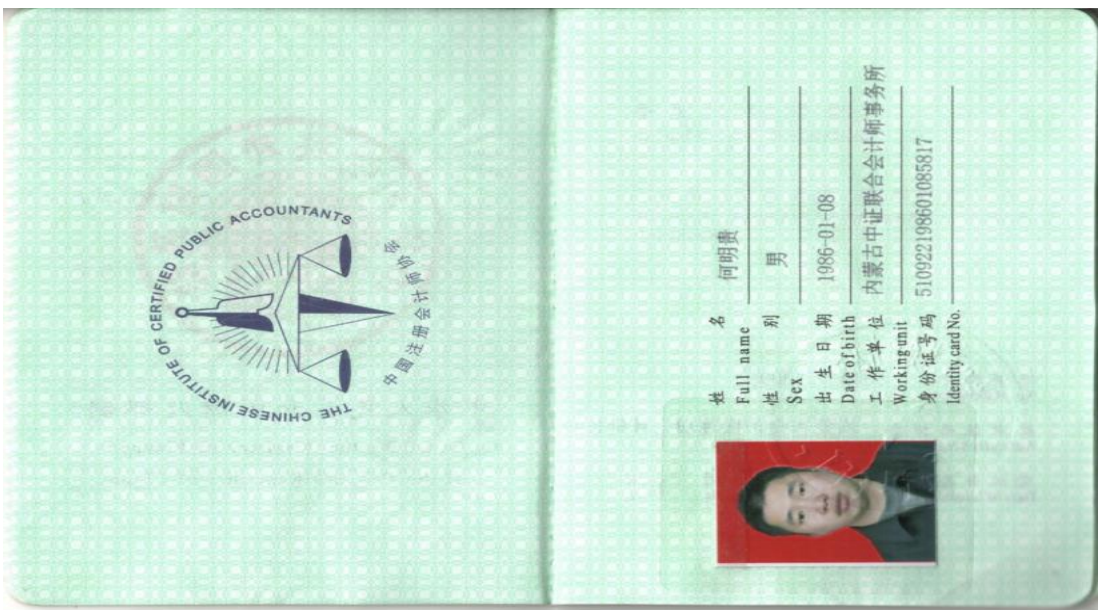 THE CHINESE INSTITUTE OF CERTIFIED PUBLIC ACCOUNTANTS
中国注册会计师协会
姓 名 何明贵
Full name
性 别 男
Sex
出 生 日 期 1986-01-08
Date of birth
工 作 单 位 内蒙古中证联合会计师事务所
Working unit
身份证号码 510922198601085817
Identity card No.